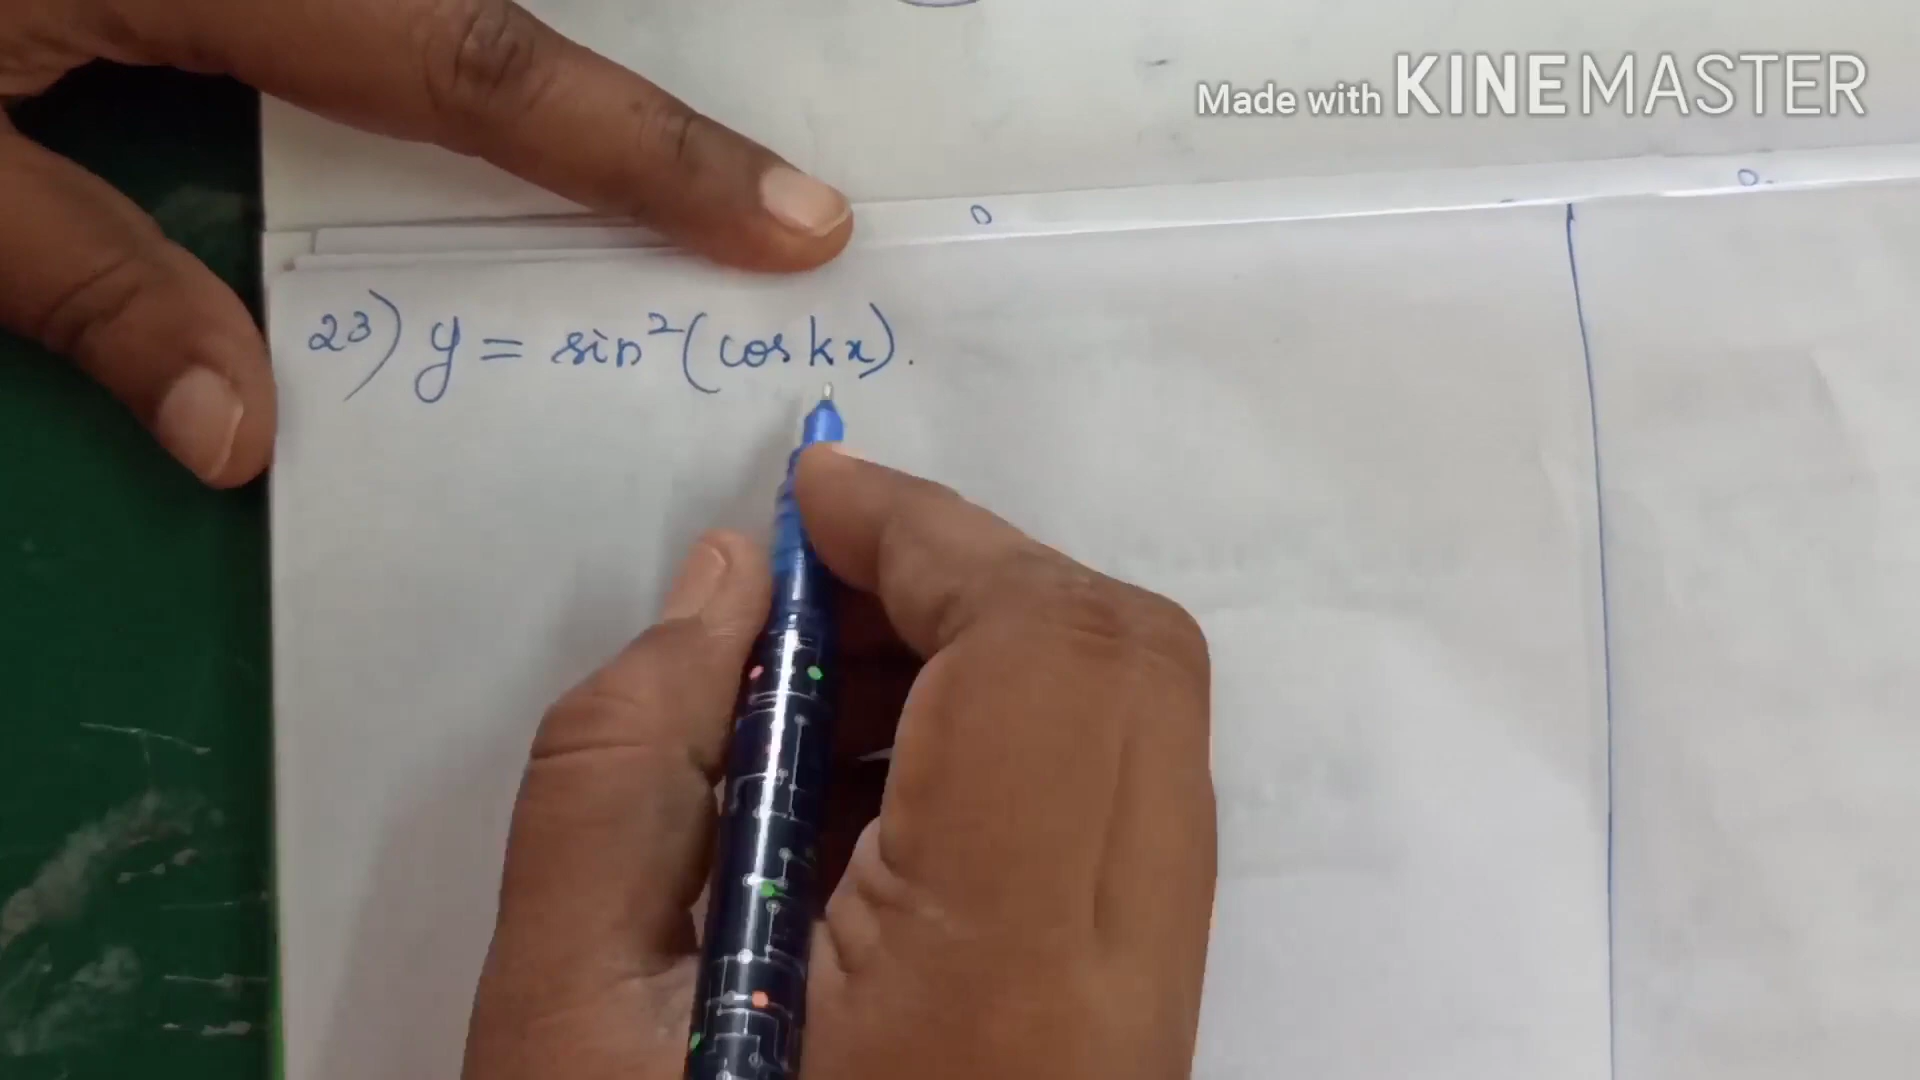 Made with KINEMASTER
23) y = sin²(cos kx).